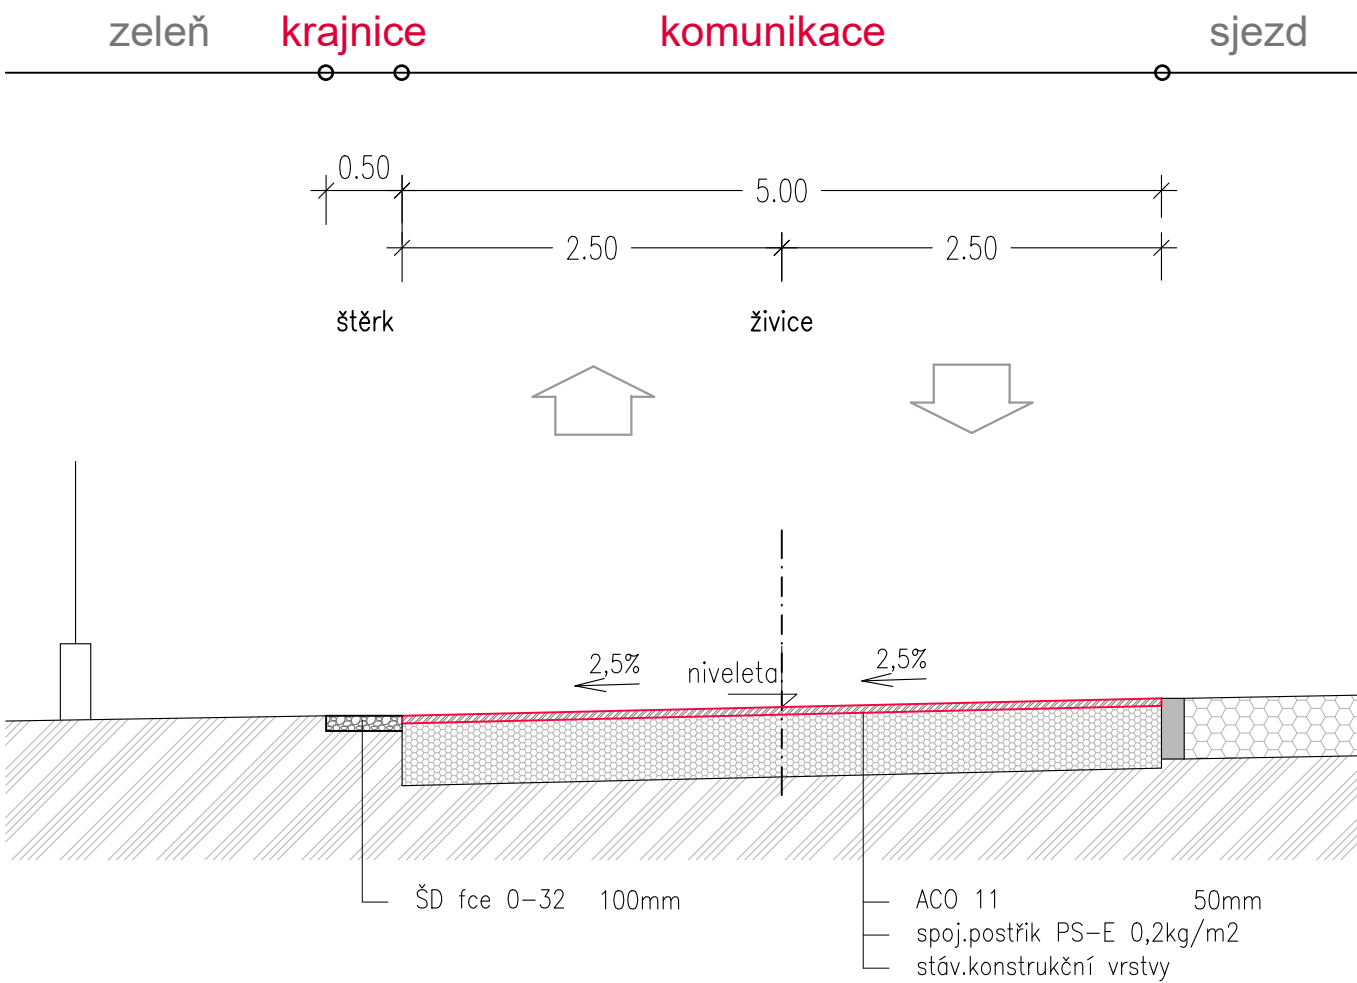 zeleň krajnice komunikace sjezd
0.50
5.00
2.50 2.50
štěrk živice
2,5% niveleta 2,5%
ŠD fce 0-32 100mm
ACO 11 50mm
spoj.postřik PS-E 0,2kg/m2
stáv.konstrukční vrstvy